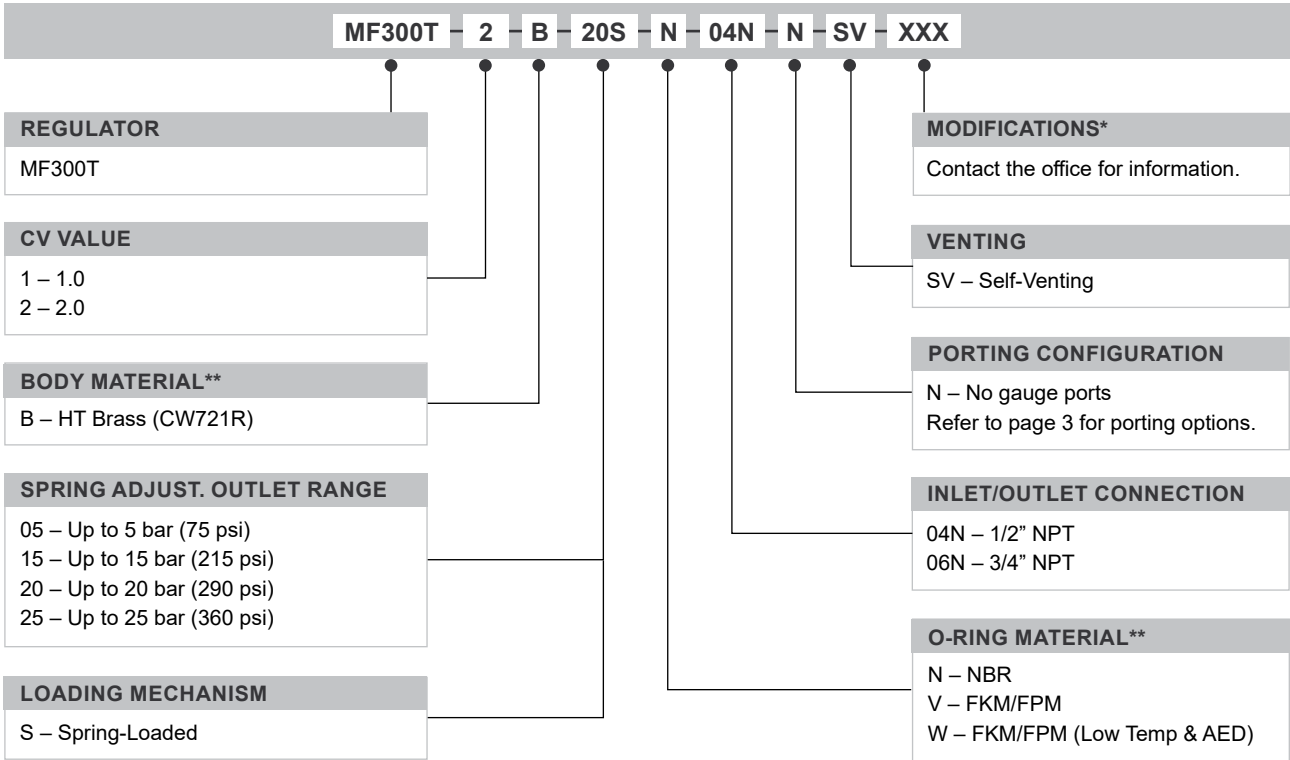 MF300T 2 B 20S N 04N N SV XXX
REGULATOR
MF300T
CV VALUE
1 – 1.0
2 – 2.0
BODY MATERIAL**
B – HT Brass (CW721R)
SPRING ADJUST. OUTLET RANGE
05 – Up to 5 bar (75 psi)
15 – Up to 15 bar (215 psi)
20 – Up to 20 bar (290 psi)
25 – Up to 25 bar (360 psi)
LOADING MECHANISM
S – Spring-Loaded
MODIFICATIONS*
Contact the office for information.
VENTING
SV – Self-Venting
PORTING CONFIGURATION
N – No gauge ports
Refer to page 3 for porting options.
INLET/OUTLET CONNECTION
04N – 1/2” NPT
06N – 3/4” NPT
O-RING MATERIAL**
N – NBR
V – FKM/FPM
W – FKM/FPM (Low Temp & AED)